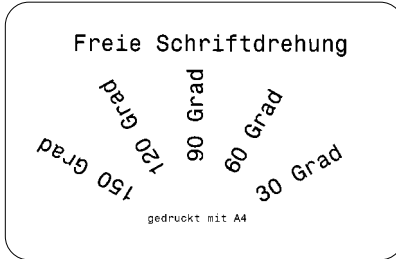 Freie Schriftdrehung
150 Grad
120 Grad
90 Grad
60 Grad
30 Grad
gedruckt mit A4